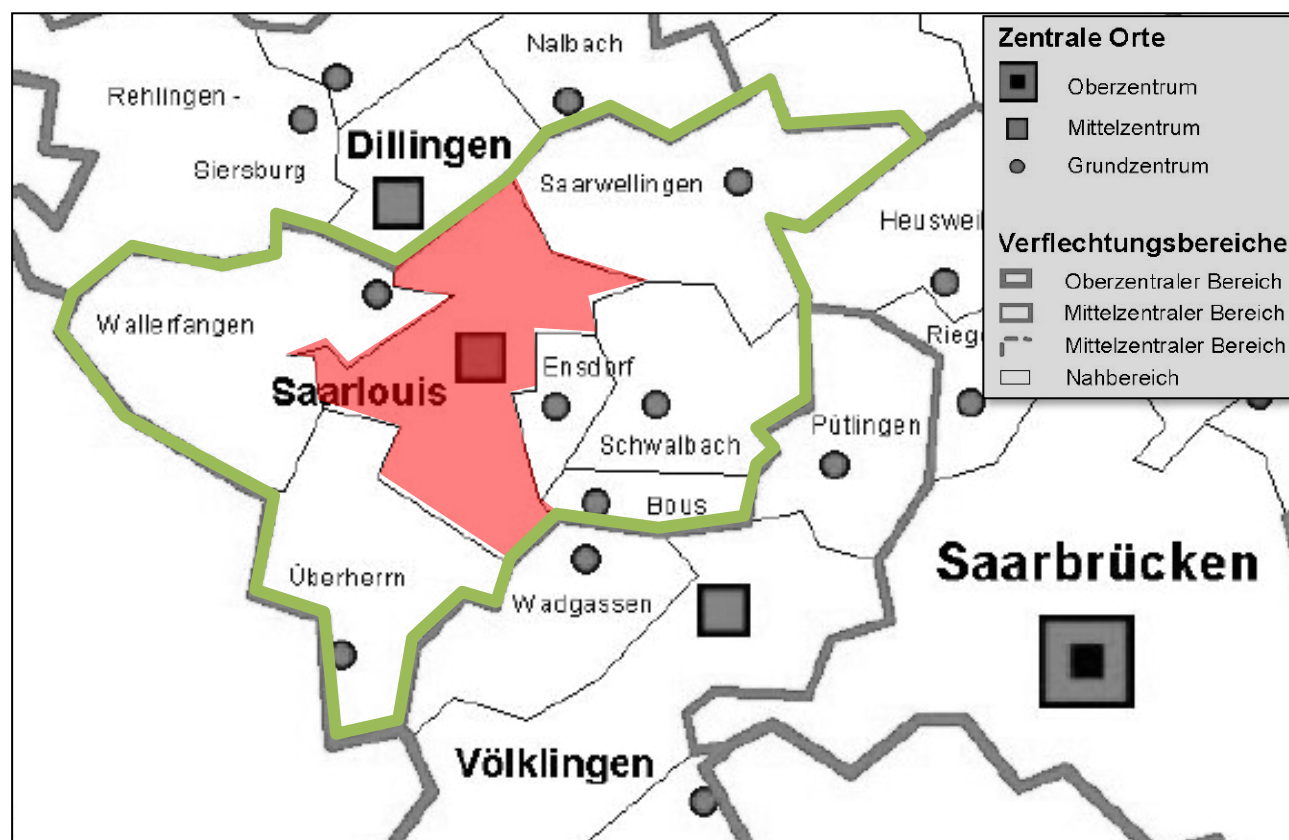 Zentrale Orte
Oberzentrum
Mittelzentrum
Grundzentrum
Verflechtungsbereiche
Oberzentraler Bereich
Mittelzentraler Bereich
Mittelzentraler Bereich
Nahbereich
Nalbach
Rehlingen -
Siersburg
Dillingen
Saarwellingen
Heusweil
Wallerfangen
Riege
Saarlouis
Ensdorf
Schwalbach
Püttlingen
Bous
Überherrn
Wadgassen
Saarbrücken
Völklingen